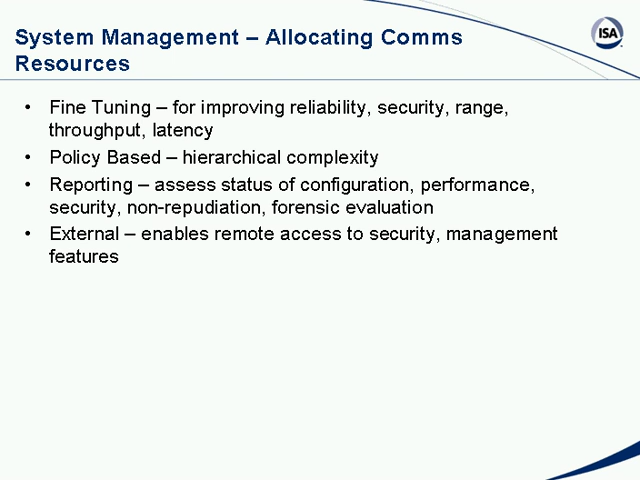 System Management – Allocating Comms
Resources
ISA
• Fine Tuning – for improving reliability, security, range,
throughput, latency
• Policy Based – hierarchical complexity
• Reporting – assess status of configuration, performance,
security, non-repudiation, forensic evaluation
• External – enables remote access to security, management
features